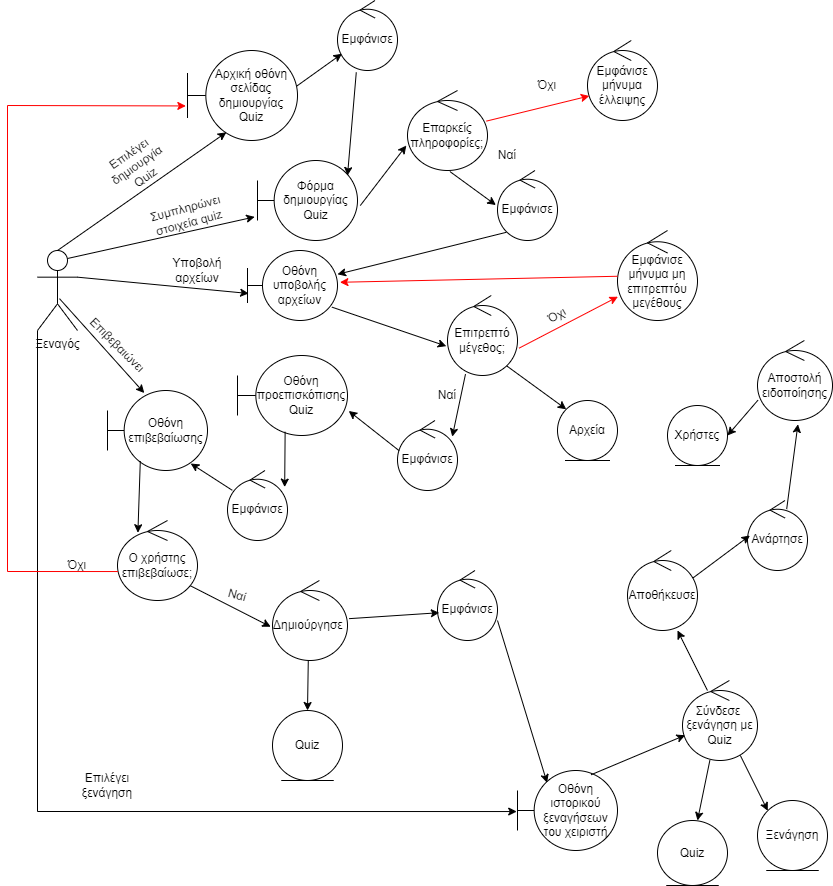 Εμφάνισε
Αρχική οθόνη
σελίδας
δημιουργίας
Quiz
Εμφάνισε
μήνυμα
έλλειψης
Όχι
Επαρκείς
πληροφορίες;
Ναί
Επιλέγει
δημιουργία
Quiz
Φόρμα
δημιουργίας
Quiz
Συμπληρώνει
στοιχεία quiz
Εμφάνισε
Υποβολή
αρχείων
Οθόνη
υποβολής
αρχείων
Εμφάνισε
μήνυμα μη
επιτρεπτόυ
μεγέθους
Όχι
Επιτρεπτό
μέγεθος;
Ξεναγός
Επιβεβαιώνει
Ναί
Οθόνη
προεπισκόπισης
Quiz
Αποστολή
ειδοποίησης
Οθόνη
επιβεβαίωσης
Εμφάνισε
Αρχεία
Χρήστες
Εμφάνισε
Ανάρτησε
Ο χρήστης
επιβεβαίωσε;
Όχι
Ναί
Δημιούργησε
Εμφάνισε
Αποθήκευσε
Quiz
Σύνδεσε
ξενάγηση με
Quiz
Επιλέγει
ξενάγηση
Οθόνη
ιστορικού
ξεναγήσεων
του χειριστή
Quiz
Ξενάγηση